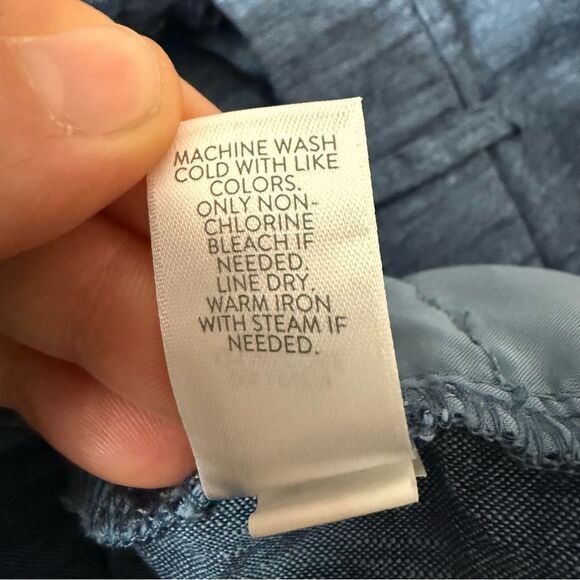 MACHINE WASH
COLD WITH LIKE
COLORS.
ONLY NON-
CHLORINE
BLEACH IF
NEEDED.
LINE DRY.
WARM IRON
WITH STEAM IF
NEEDED.